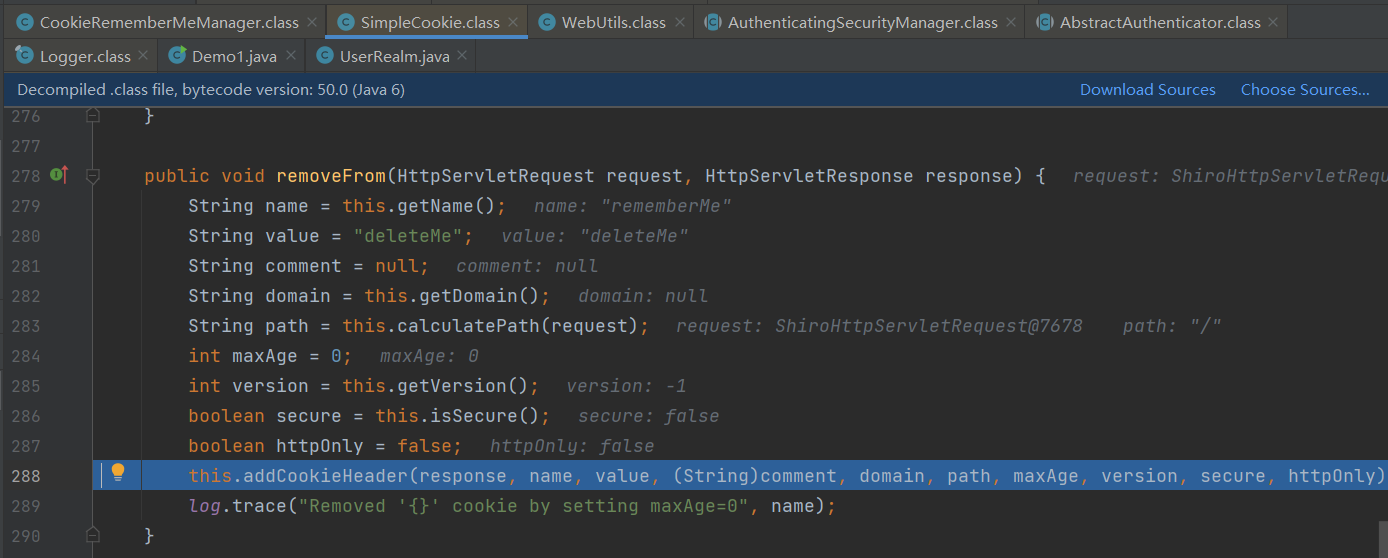 CookieRememberMeManager.class SimpleCookie.class WebUtils.class AuthenticatingSecurityManager.class AbstractAuthenticator.class
Logger.class Demo1.java UserRealm.java
Decompiled .class file, bytecode version: 50.0 (Java 6) Download Sources Choose Sources...
276 }
277
278 public void removeFrom(HttpServletRequest request, HttpServletResponse response) { request: ShiroHttpServletRequ
279 String name = this.getName(); name: "rememberMe"
280 String value = "deleteMe"; value: "deleteMe"
281 String comment = null; comment: null
282 String domain = this.getDomain(); domain: null
283 String path = this.calculatePath(request); request: ShiroHttpServletRequest@7678 path: "/"
284 int maxAge = 0; maxAge: 0
285 int version = this.getVersion(); version: -1
286 boolean secure = this.isSecure(); secure: false
287 boolean httpOnly = false; httpOnly: false
288 this.addCookieHeader(response, name, value, (String)comment, domain, path, maxAge, version, secure, httpOnly)
289 log.trace("Removed '{}' cookie by setting maxAge=0", name);
290 }